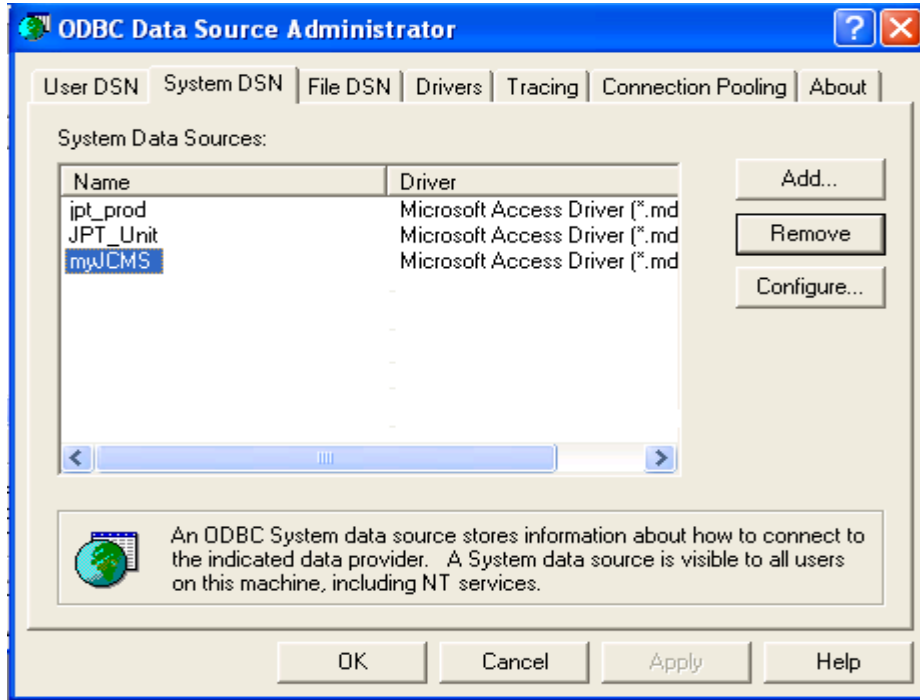 ODBC Data Source Administrator
User DSN System DSN File DSN Drivers Tracing Connection Pooling About
System Data Sources:
Name Driver
jpt_prod Microsoft Access Driver (*.md
JPT_Unit Microsoft Access Driver (*.md
myJCMS Microsoft Access Driver (*.md
Add...
Remove
Configure...
An ODBC System data source stores information about how to connect to
the indicated data provider. A System data source is visible to all users
on this machine, including NT services.
OK Cancel Apply Help